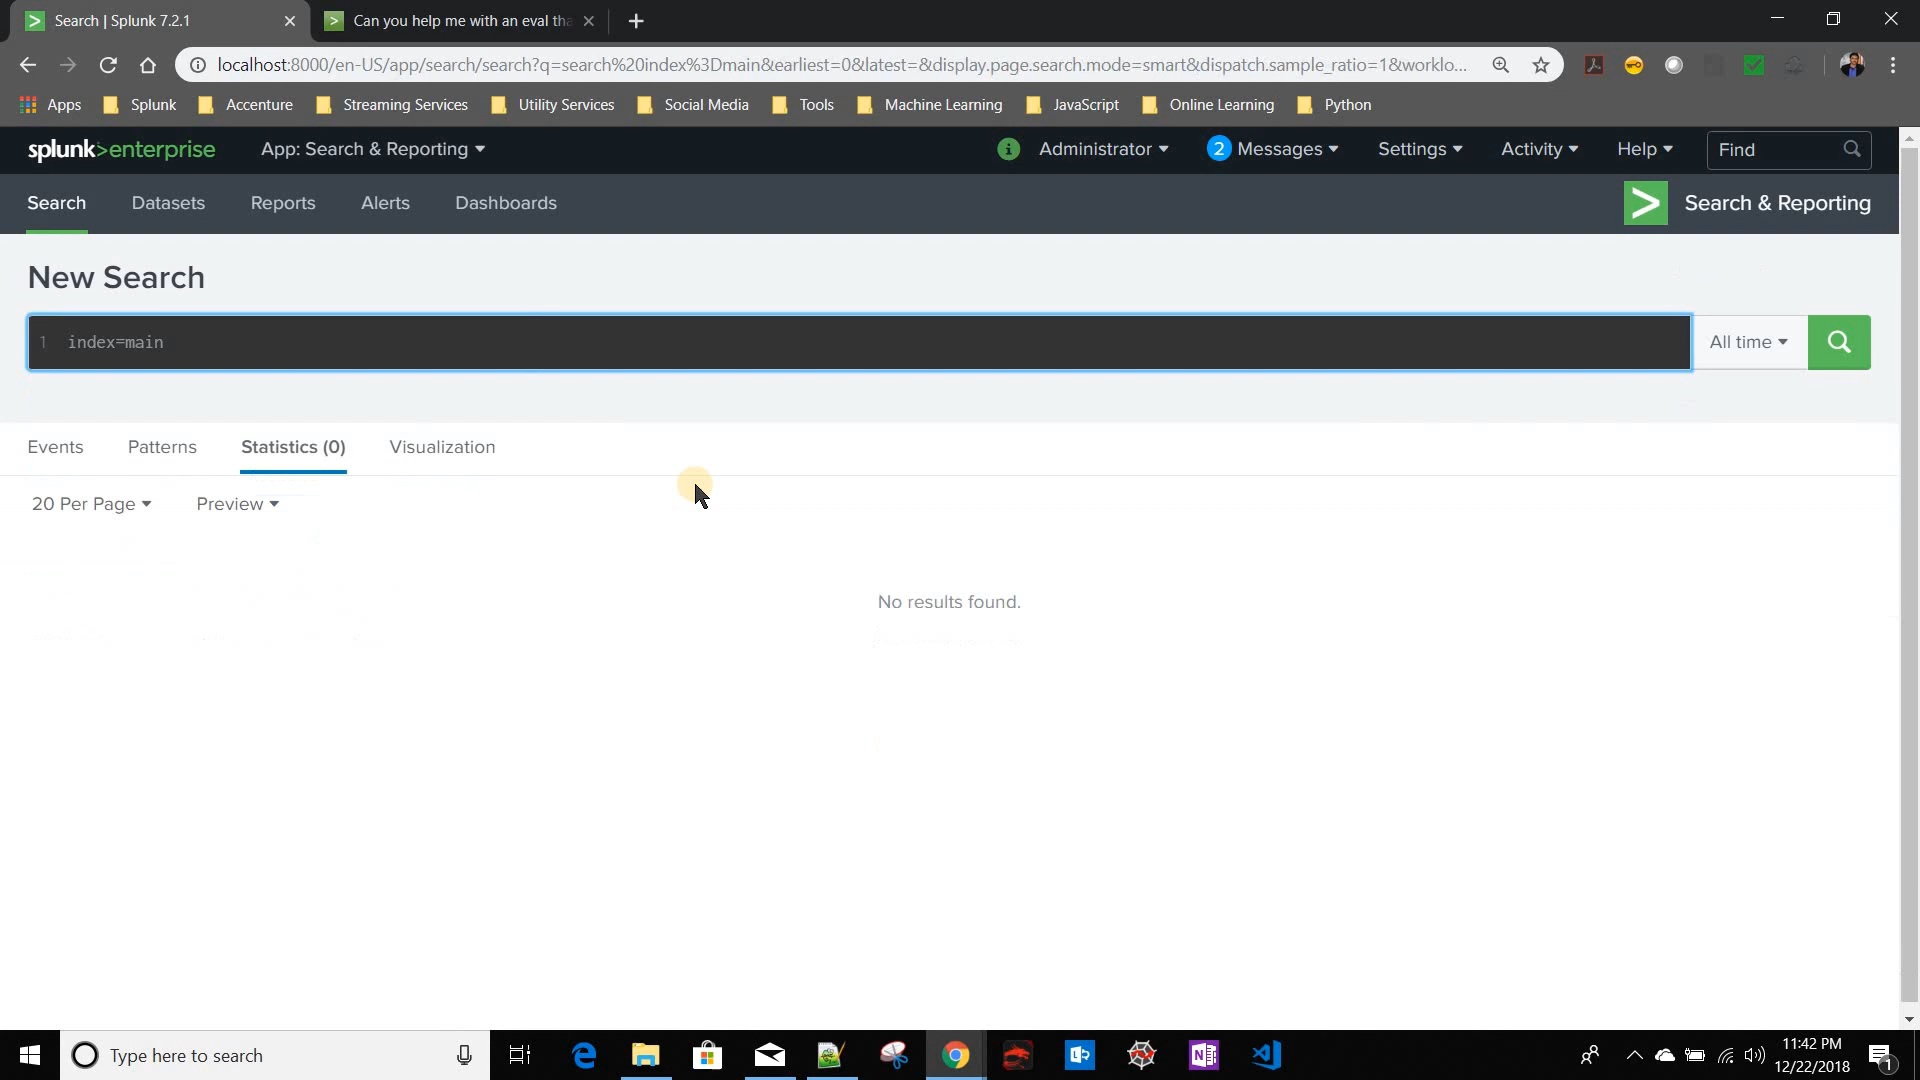 Search | Splunk 7.2.1
Can you help me with an eval tha
localhost:8000/en-US/app/search/search?q=search%20index%3Dmain&earliest=0&latest=&display.page.search.mode=smart&dispatch.sample_ratio=1&worklo...
Apps Splunk Accenture Streaming Services Utility Services Social Media Tools Machine Learning JavaScript Online Learning Python
splunk>enterprise App: Search & Reporting i Administrator 2 Messages Settings Activity Help Find
Search Datasets Reports Alerts Dashboards > Search & Reporting
New Search
1 index=main All time
Events Patterns Statistics (0) Visualization
20 Per Page Preview
No results found.
Type here to search
11:42 PM
12/22/2018
1